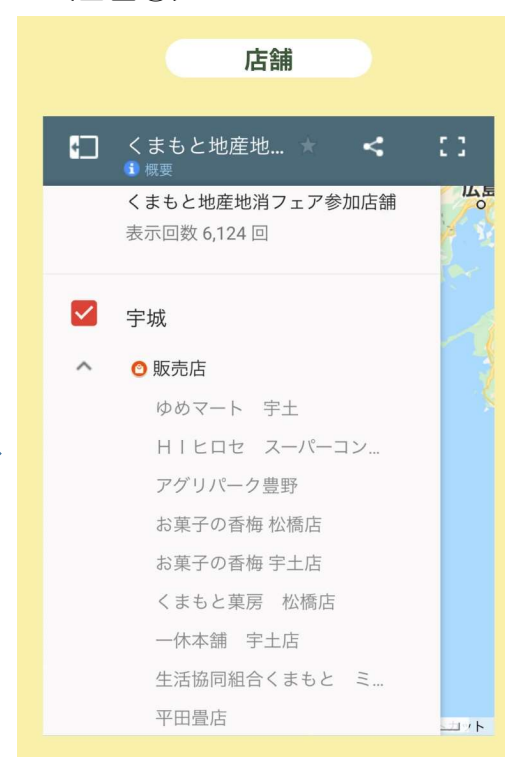 店舗
くまもと地産地...
概要
くまもと地産地消フェア参加店舗
表示回数 6,124 回
広島
宇城
販売店
ゆめマート　宇土
ＨＩヒロセ　スーパーコン...
アグリパーク豊野
お菓子の香梅 松橋店
お菓子の香梅 宇土店
くまもと菓房　松橋店
一休本舗　宇土店
生活協同組合くまもと　ミ...
平田畳店